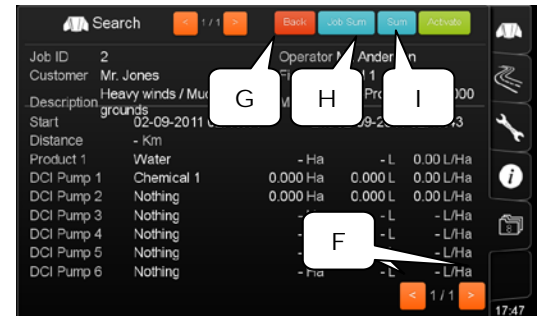 Search < 1/1 > Back Job Sum Sum Activate
Job ID 2 Operator
Customer Mr. Jones
Description Heavy winds / grounds
Start 02-09-2011
Distance - Km
Product 1 Water - Ha - L 0.00 L/Ha
DCI Pump 1 Chemical 1 0.000 Ha 0.000 L 0.00 L/Ha
DCI Pump 2 Nothing 0.000 Ha 0.000 L 0.00 L/Ha
DCI Pump 3 Nothing - L - L/Ha
DCI Pump 4 Nothing - L - L/Ha
DCI Pump 5 Nothing - L/Ha
DCI Pump 6 Nothing - Ha - L - L/Ha
< 1/1 >
17:47
G H I
F
i
8